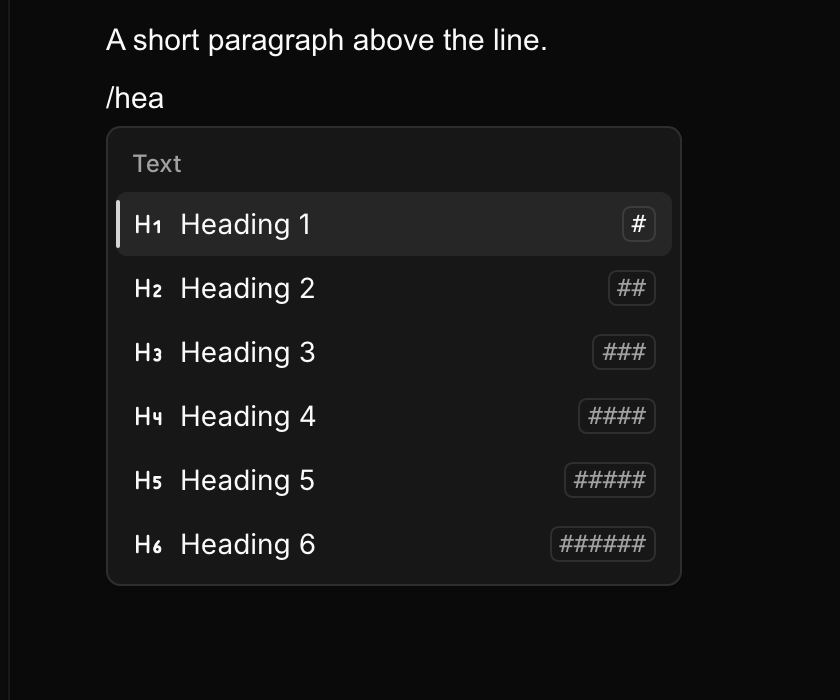 A short paragraph above the line.
/hea
Text
H1 Heading 1 #
H2 Heading 2 ##
H3 Heading 3 ###
H4 Heading 4 ####
H5 Heading 5 #####
H6 Heading 6 ######